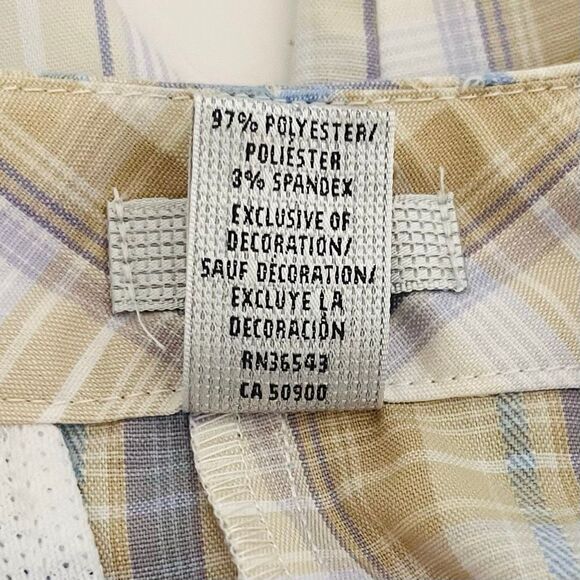 97% POLYESTER/
POLIÉSTER
3% SPANDEX
EXCLUSIVE OF
DECORATION/
SAUF DÉCORATION/
EXCLUYE LA
DECORACIÓN
RN36543
CA 50900